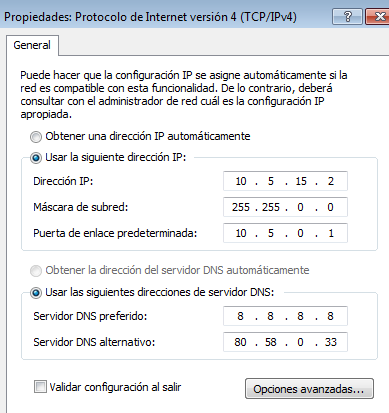 Propiedades: Protocolo de Internet versión 4 (TCP/IPv4)
General
Puede hacer que la configuración IP se asigne automáticamente si la
red es compatible con esta funcionalidad. De lo contrario, deberá
consultar con el administrador de red cuál es la configuración IP
apropiada.
Obtener una dirección IP automáticamente
Usar la siguiente dirección IP:
Dirección IP: 10 . 5 . 15 . 2
Máscara de subred: 255 . 255 . 0 . 0
Puerta de enlace predeterminada: 10 . 5 . 0 . 1
Obtener la dirección del servidor DNS automáticamente
Usar las siguientes direcciones de servidor DNS:
Servidor DNS preferido: 8 . 8 . 8 . 8
Servidor DNS alternativo: 80 . 58 . 0 . 33
Validar configuración al salir Opciones avanzadas...